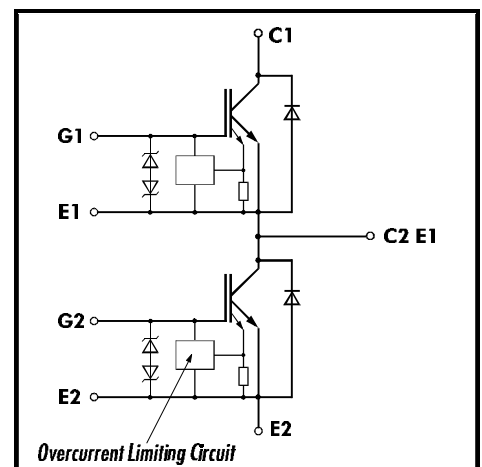 C1
G1
E1
C2 E1
G2
E2
E2
Overcurrent Limiting Circuit